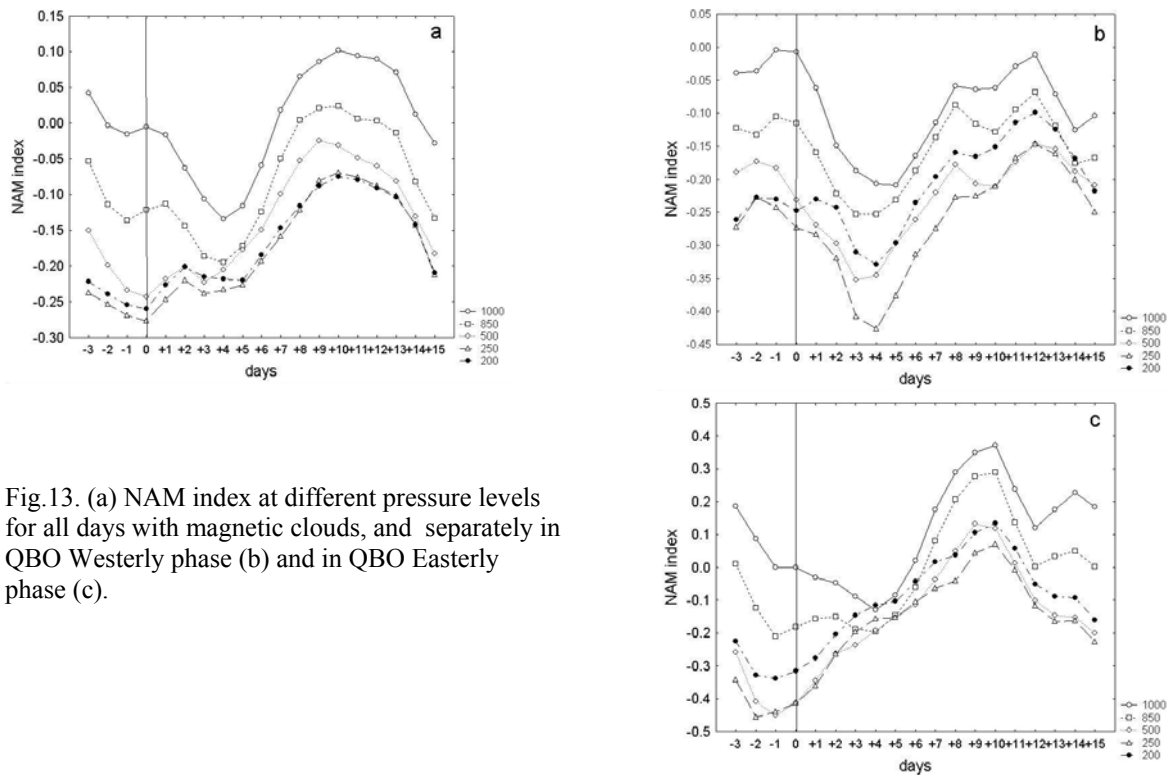 a
0.15
0.10
0.05
0.00
-0.05
-0.10
-0.15
-0.20
-0.25
-0.30
NAM index
-3 -2 -1 0 +1 +2 +3 +4 +5 +6 +7 +8 +9 +10 +11 +12 +13 +14 +15
days
1000
850
500
250
200
b
0.05
0.00
-0.05
-0.10
-0.15
-0.20
-0.25
-0.30
-0.35
-0.40
-0.45
NAM index
-3 -2 -1 0 +1 +2 +3 +4 +5 +6 +7 +8 +9 +10 +11 +12 +13 +14 +15
days
1000
850
500
250
200
Fig.13. (a) NAM index at different pressure levels
for all days with magnetic clouds, and separately in
QBO Westerly phase (b) and in QBO Easterly
phase (c).
c
0.5
0.4
0.3
0.2
0.1
0.0
-0.1
-0.2
-0.3
-0.4
-0.5
NAM index
-3 -2 -1 0 +1 +2 +3 +4 +5 +6 +7 +8 +9 +10 +11 +12 +13 +14 +15
days
1000
850
500
250
200